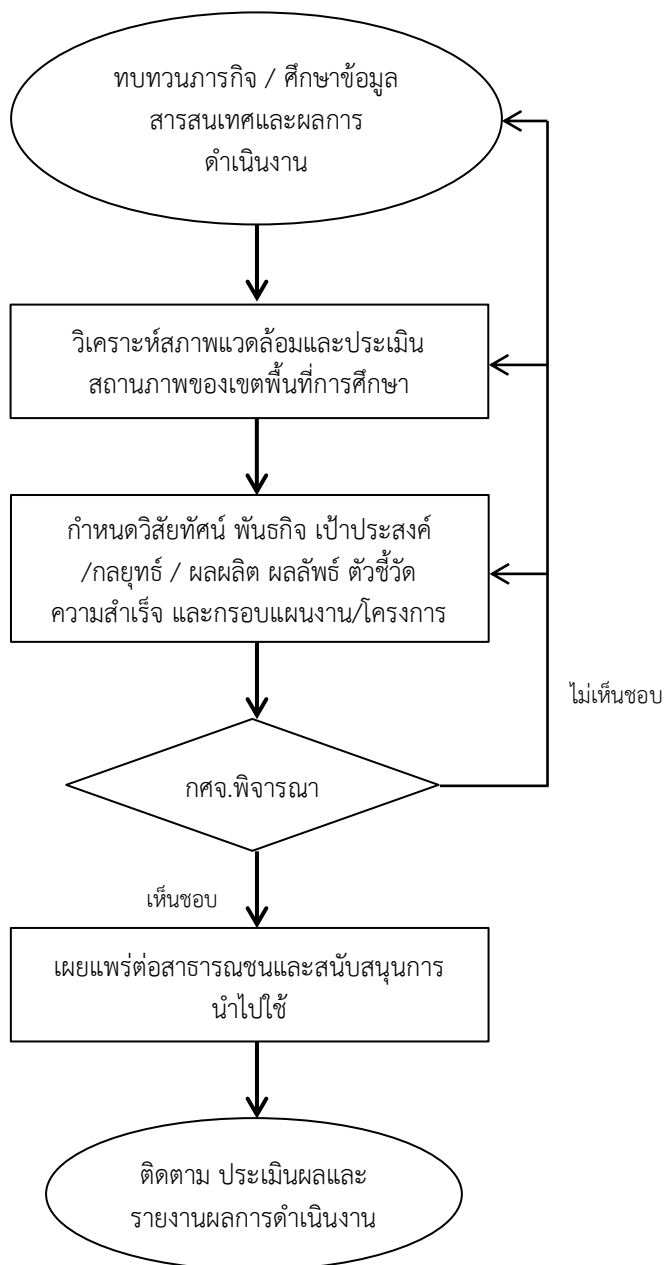 ทบทวนภารกิจ / ศึกษาข้อมูล
สารสนเทศและผลการ
ดำเนินงาน
วิเคราะห์สภาพแวดล้อมและประเมิน
สถานภาพของเขตพื้นที่การศึกษา
กำหนดวิสัยทัศน์ พันธกิจ เป้าประสงค์
/กลยุทธ์ / ผลผลิต ผลลัพธ์ ตัวชี้วัด
ความสำเร็จ และกรอบแผนงาน/โครงการ
ไม่เห็นชอบ
กศจ.พิจารณา
เห็นชอบ
เผยแพร่ต่อสาธารณชนและสนับสนุนการ
นำไปใช้
ติดตาม ประเมินผลและ
รายงานผลการดำเนินงาน